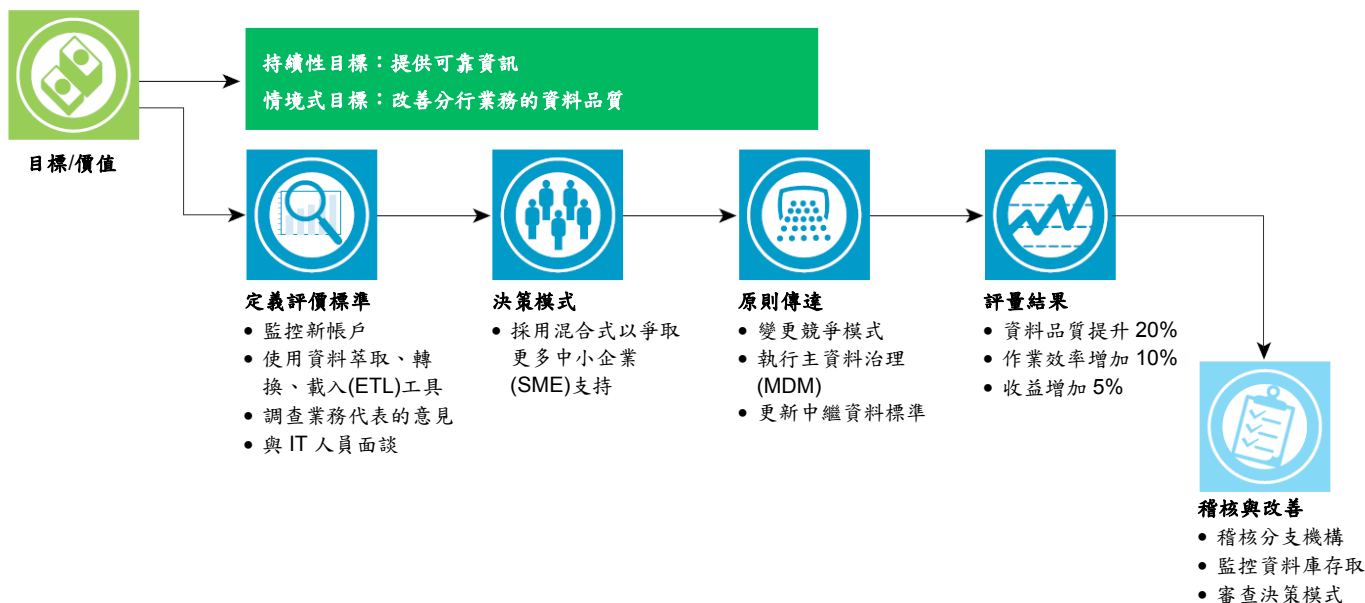 持續性目標：提供可靠資訊
情境式目標：改善分行業務的資料品質
目標/價值
定義評價標準
• 監控新帳戶
• 使用資料萃取、轉
換、載入(ETL)工具
• 調查業務代表的意見
• 與 IT 人員面談
決策模式
• 採用混合式以爭取
更多中小企業
(SME)支持
原則傳達
• 變更競爭模式
• 執行主資料治理
(MDM)
• 更新中繼資料標準
評量結果
• 資料品質提升 20%
• 作業效率增加 10%
• 收益增加 5%
稽核與改善
• 稽核分支機構
• 監控資料庫存取
• 審查決策模式